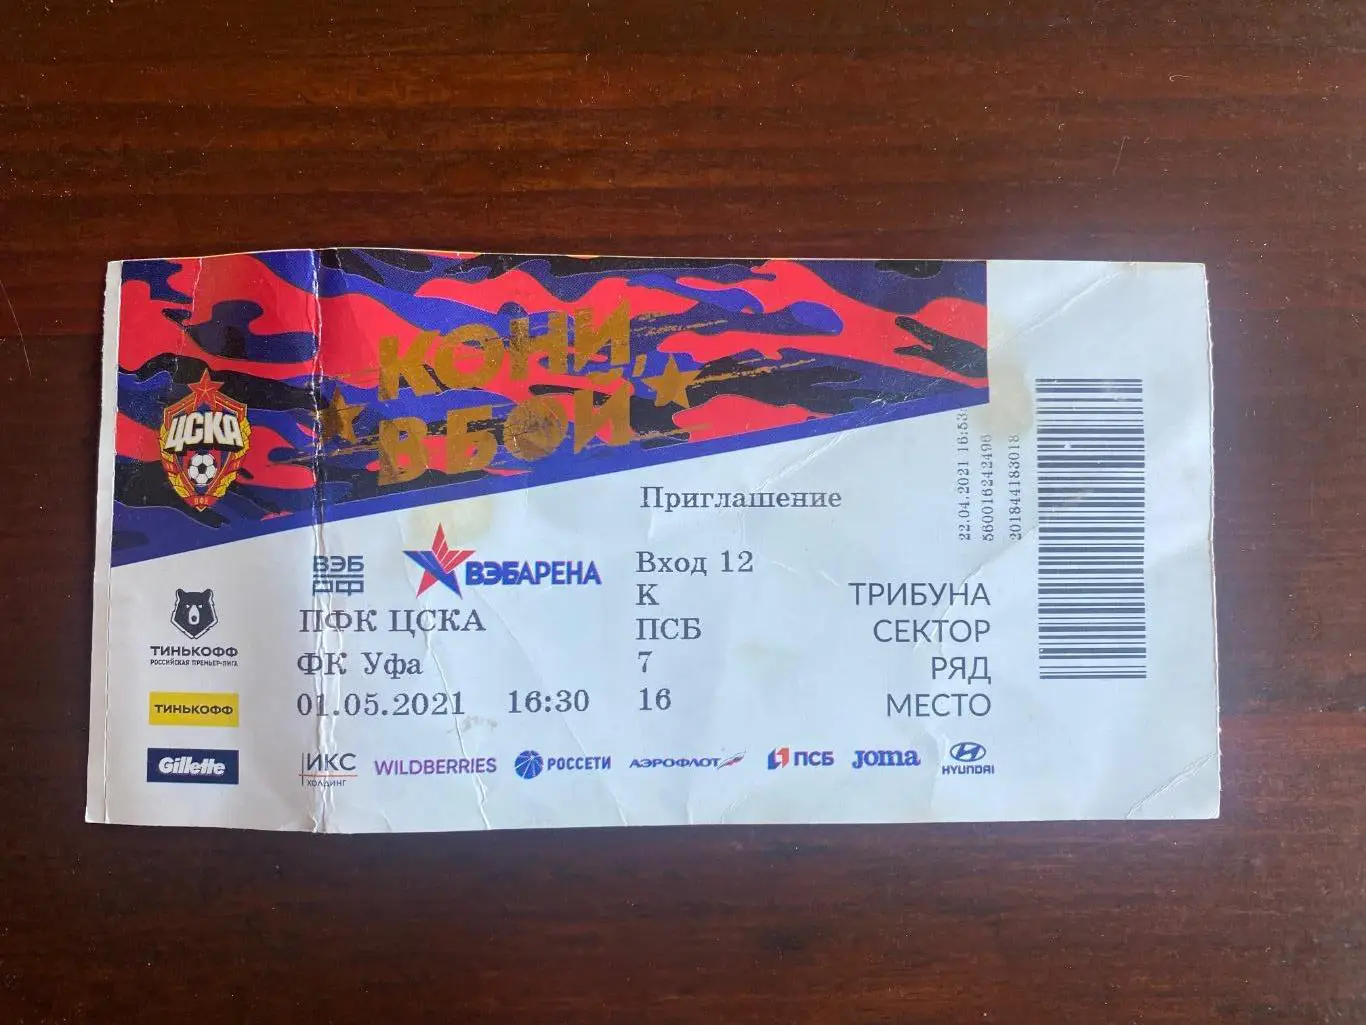 КОНИ,
В БОЙ
ЦСКА
ПФК
Приглашение
ВЭБ
РФ
ВЭБАРЕНА
Вход 12
К ТРИБУНА
ПФК ЦСКА
ПСБ СЕКТОР
ФК Уфа
7 РЯД
01.05.2021 16:30
16 МЕСТО
ТИНЬКОФФ
РОССИЙСКАЯ ПРЕМЬЕР-ЛИГА
ТИНЬКОФФ
Gillette
ИКС
ХОЛДИНГ
WILDBERRIES
РОССЕТИ
АЭРОФЛОТ
ПСБ
Joma
HYUNDAI
22.04.2021 16:53